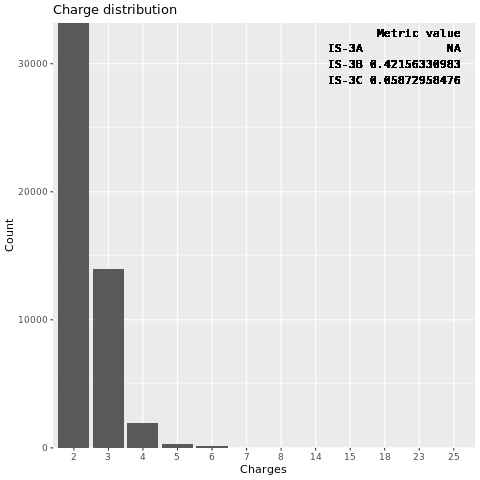 Charge distribution
Metric value
IS-3A NA
IS-3B 0.42156330983
IS-3C 0.05872958476
30000
20000
10000
0
Count
2 3 4 5 6 7 8 14 15 18 23 25
Charges